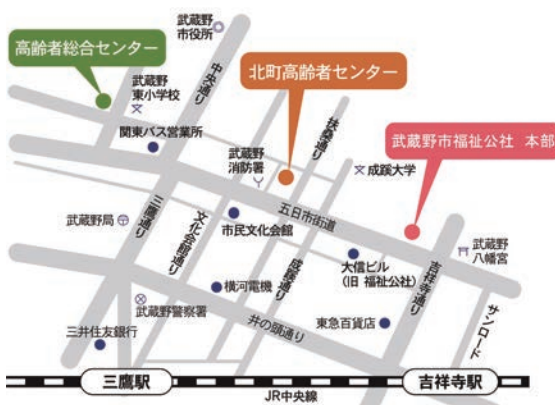 高齢者総合センター
武蔵野
市役所
中央通り
北町高齢者センター
武蔵野
東小学校
関東バス営業所
武蔵野
消防署
扶桑通り
武蔵野市福祉公社 本部
成蹊大学
五日市街道
武蔵野局
三鷹通り
文化会館通り
市民文化会館
成蹊通り
大信ビル
(旧 福祉公社)
吉祥寺通り
武蔵野
八幡宮
横河電機
武蔵野警察署
井の頭通り
東急百貨店
サンロード
三井住友銀行
三鷹駅
JR中央線
吉祥寺駅